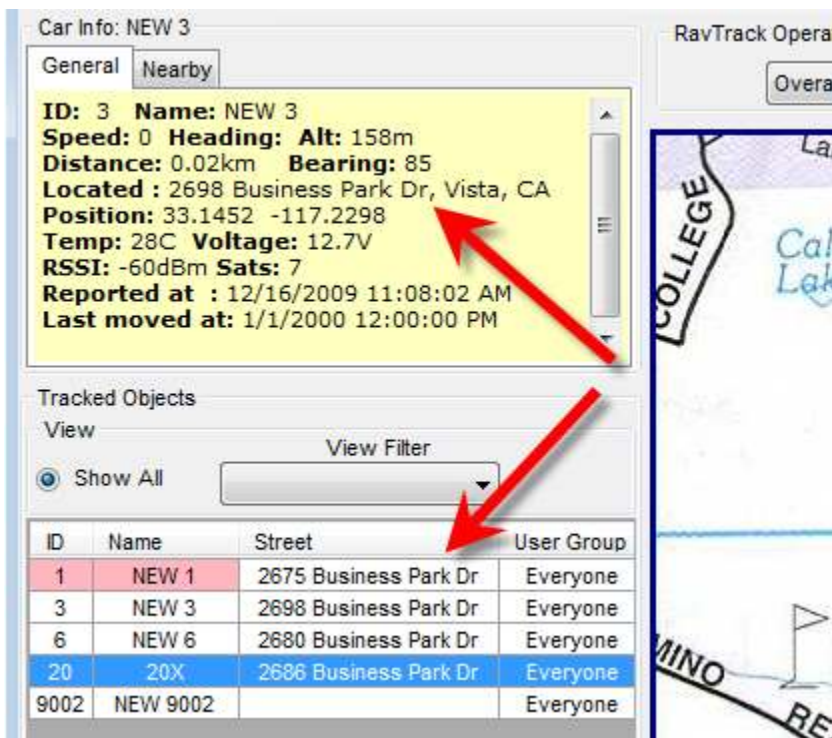 Car Info: NEW 3
General Nearby
ID: 3 Name: NEW 3
Speed: 0 Heading: Alt: 158m
Distance: 0.02km Bearing: 85
Located : 2698 Business Park Dr, Vista, CA
Position: 33.1452 -117.2298
Temp: 28C Voltage: 12.7V
RSSI: -60dBm Sats: 7
Reported at : 12/16/2009 11:08:02 AM
Last moved at: 1/1/2000 12:00:00 PM
Tracked Objects
View
View Filter
Show All
ID Name Street User Group
1 NEW 1 2675 Business Park Dr Everyone
3 NEW 3 2698 Business Park Dr Everyone
6 NEW 6 2680 Business Park Dr Everyone
20 20X 2686 Business Park Dr Everyone
9002 NEW 9002 Everyone
RavTrack Opera
Overa
La
COLLEGE
Cal
Lak
MINO
RE